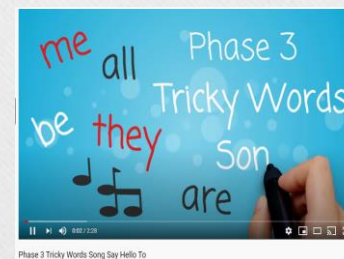 me
all
be
they
are
Phase 3
Tricky Words
Son
0:02 / 2:28
Phase 3 Tricky Words Song Say Hello To